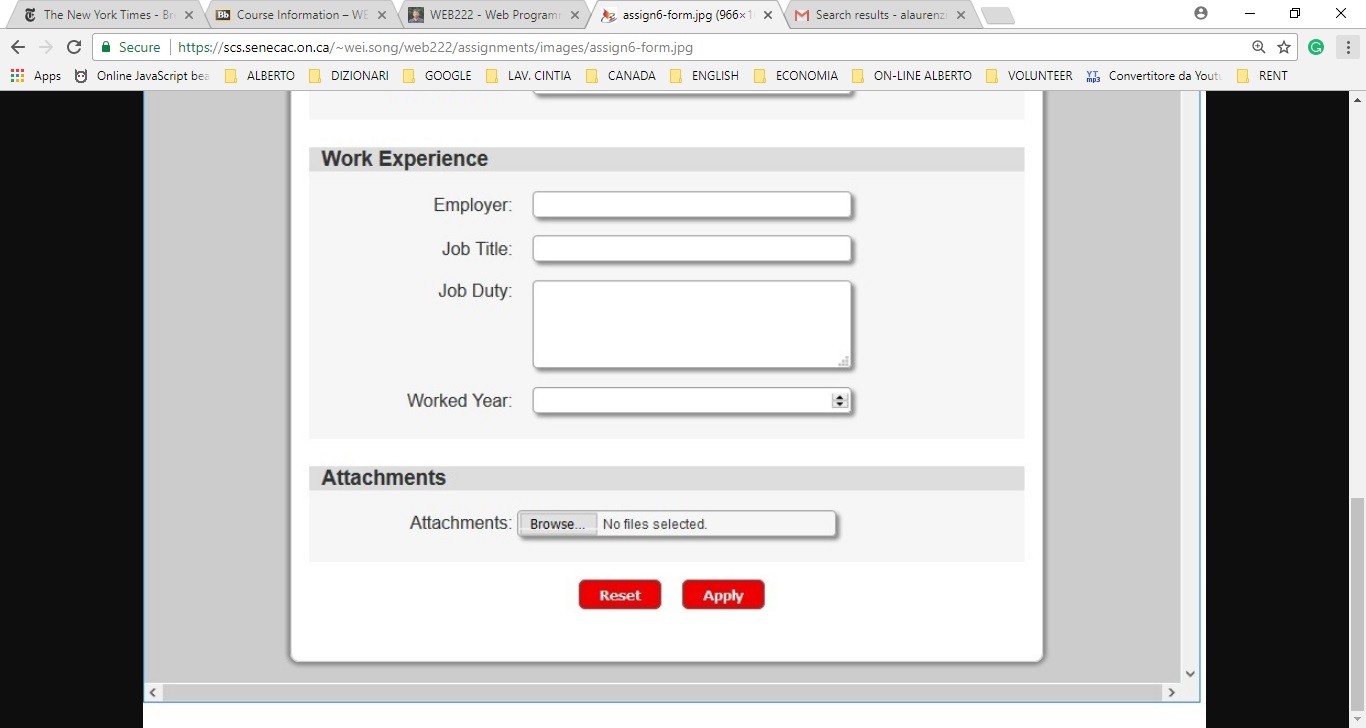 The New York Times - Br
Bb Course Information – WE
WEB222 - Web Program
assign6-form.jpg (966×1
Search results - alaurenz
Secure https://scs.senecac.on.ca/~wei.song/web222/assignments/images/assign6-form.jpg
Apps Online JavaScript bea ALBERTO DIZIONARI GOOGLE LAV. CINTIA CANADA ENGLISH ECONOMIA ON-LINE ALBERTO VOLUNTEER YT mp3 Convertitore da Yout RENT
Work Experience
Employer:
Job Title:
Job Duty:
Worked Year:
Attachments
Attachments: Browse... No files selected.
Reset Apply